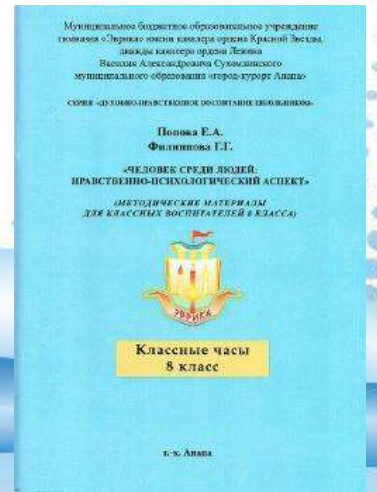 Муниципальное бюджетное образовательное учреждение
гимназия «Эврика» имени кавалера ордена Красной Звезды,
дважды кавалера ордена Ленина
Василия Александровича Сухомлинского
муниципального образования «город-курорт Анапа»
СЕРИЯ «ДУХОВНО-НРАВСТВЕННОЕ ВОСПИТАНИЕ ШКОЛЬНИКОВ»
Попова Е.А.
Филиппова Г.Г.
«ЧЕЛОВЕК СРЕДИ ЛЮДЕЙ:
НРАВСТВЕННО-ПСИХОЛОГИЧЕСКИЙ АСПЕКТ»
(МЕТОДИЧЕСКИЕ МАТЕРИАЛЫ
ДЛЯ КЛАССНЫХ ВОСПИТАТЕЛЕЙ 8 КЛАССА)
ЭВРИКА
Классные часы
8 класс
г.-к. Анапа